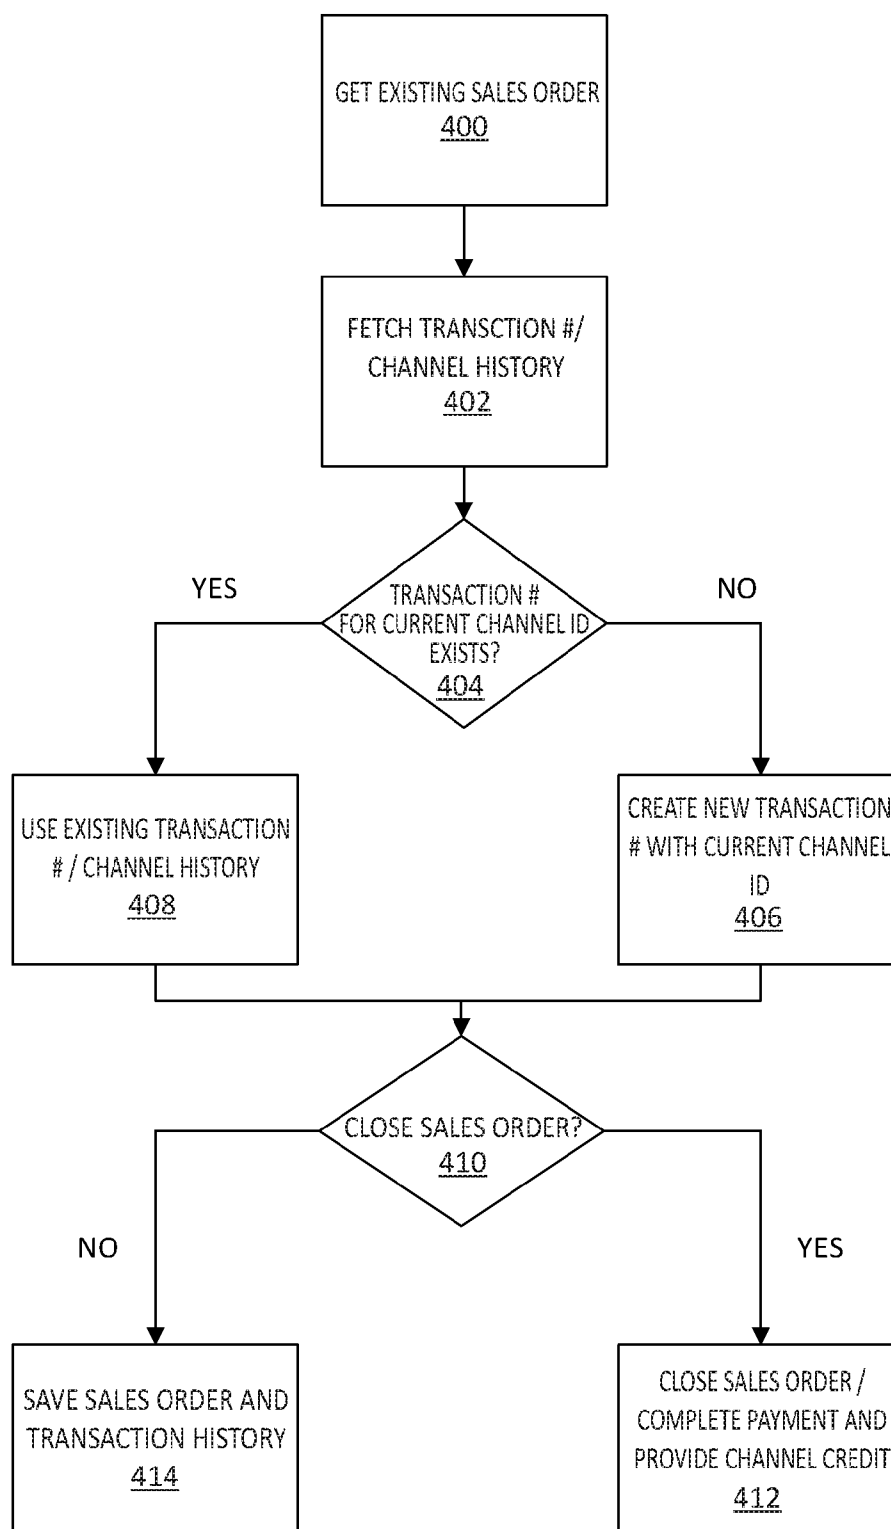 GET EXISTING SALES ORDER
400
FETCH TRANSCTION #/
CHANNEL HISTORY
402
YES
NO
TRANSACTION #
FOR CURRENT CHANNEL ID
EXISTS?
404
USE EXISTING TRANSACTION
# / CHANNEL HISTORY
408
CREATE NEW TRANSACTION
# WITH CURRENT CHANNEL
ID
406
CLOSE SALES ORDER?
410
NO
YES
SAVE SALES ORDER AND
TRANSACTION HISTORY
414
CLOSE SALES ORDER /
COMPLETE PAYMENT AND
PROVIDE CHANNEL CREDIT
412